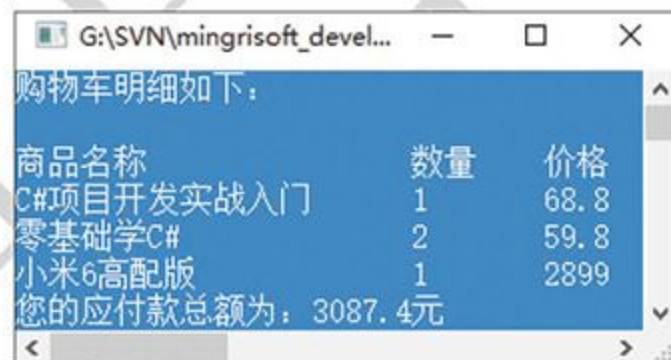 G:\SVN\mingrisoft_devel...
购物车明细如下：
商品名称 数量 价格
C#项目开发实战入门 1 68.8
零基础学C# 2 59.8
小米6高配版 1 2899
您的应付款总额为：3087.4元